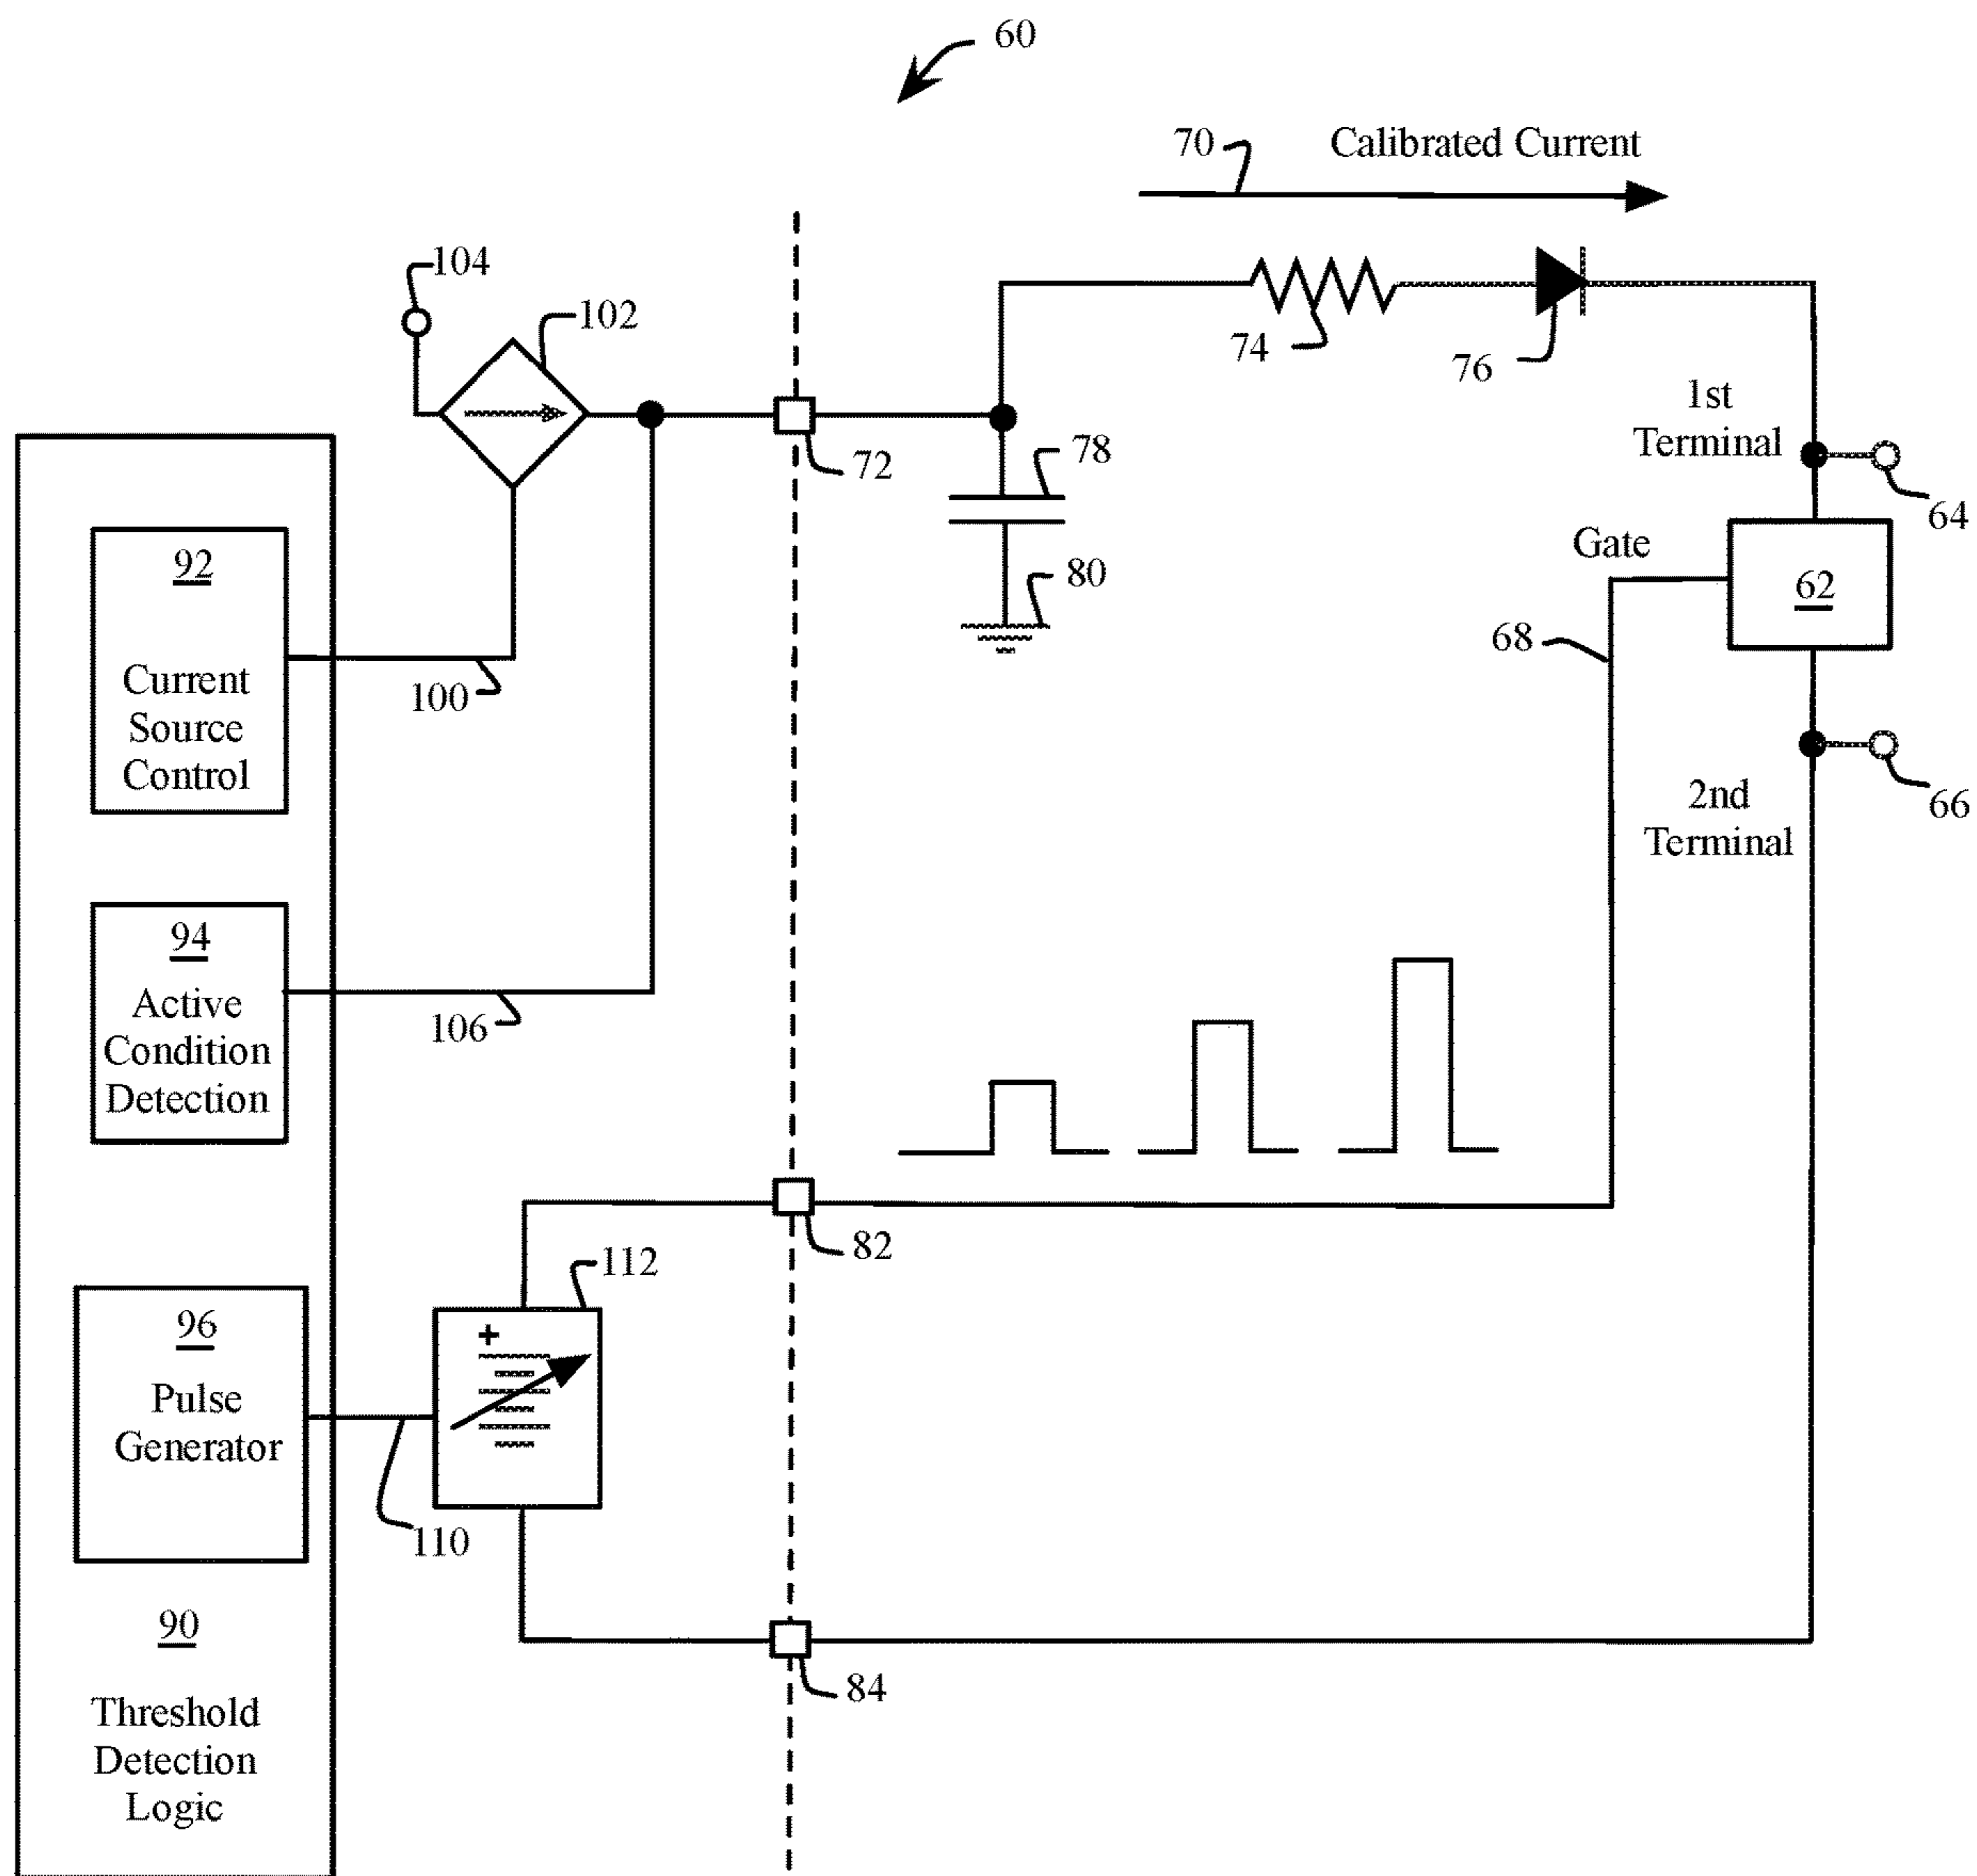 60
70
Calibrated Current
104
102
74
76
1st
Terminal
72
78
64
92
Gate
62
80
68
Current
Source
Control
100
66
2nd
Terminal
94
Active
Condition
Detection
106
82
112
96
+
Pulse
Generator
110
90
84
Threshold
Detection
Logic